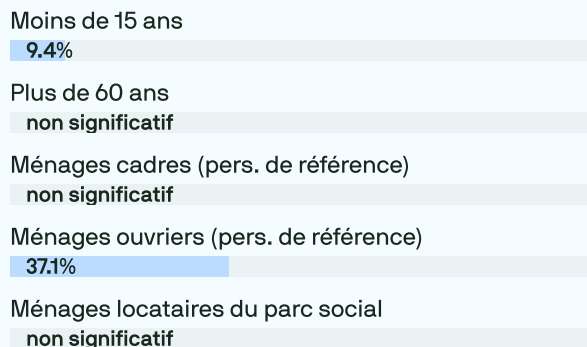 Moins de 15 ans
9.4%
Plus de 60 ans
non significatif
Ménages cadres (pers. de référence)
non significatif
Ménages ouvriers (pers. de référence)
37.1%
Ménages locataires du parc social
non significatif